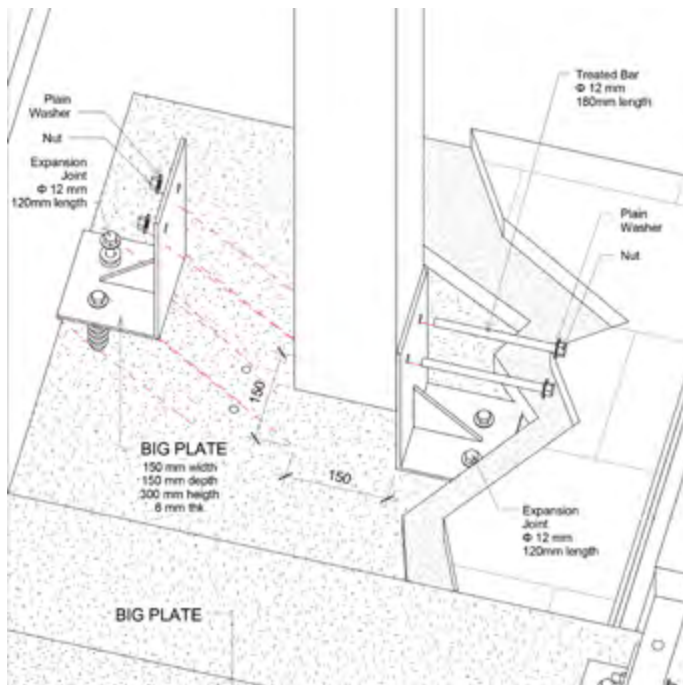 Plain
Washer
Nut
Expansion
Joint
Φ 12 mm
120mm length
Treated Bar
Φ 12 mm
180mm length
Plain
Washer
Nut
150
150
BIG PLATE
150 mm width
150 mm depth
300 mm heigth
6 mm thk
Expansion
Joint
Φ 12 mm
120mm length
BIG PLATE